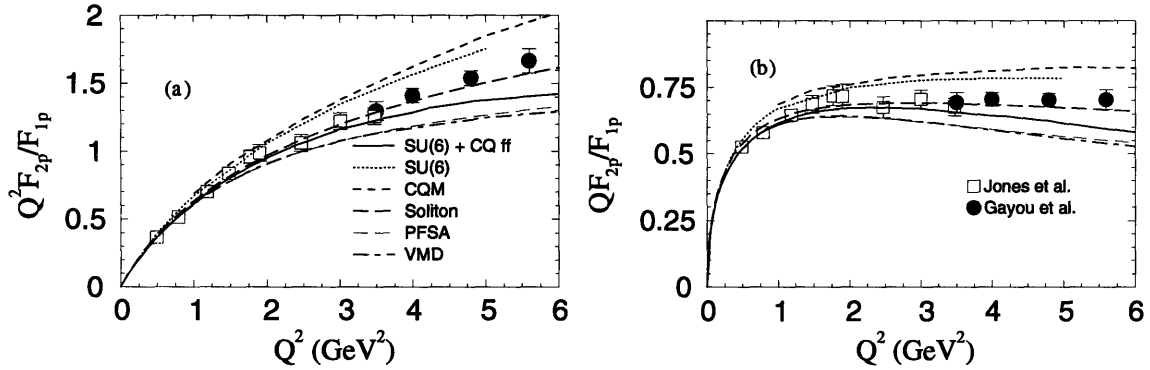 Q²F₂ₚ/F₁ₚ
2
1.5
1
0.5
0
(a)
SU(6) + CQ ff
SU(6)
CQM
Soliton
PFSA
VMD
0 1 2 3 4 5 6
Q² (GeV²)
QF₂ₚ/F₁ₚ
0.75
0.5
0.25
0
(b)
Jones et al.
Gayou et al.
0 1 2 3 4 5 6
Q² (GeV²)